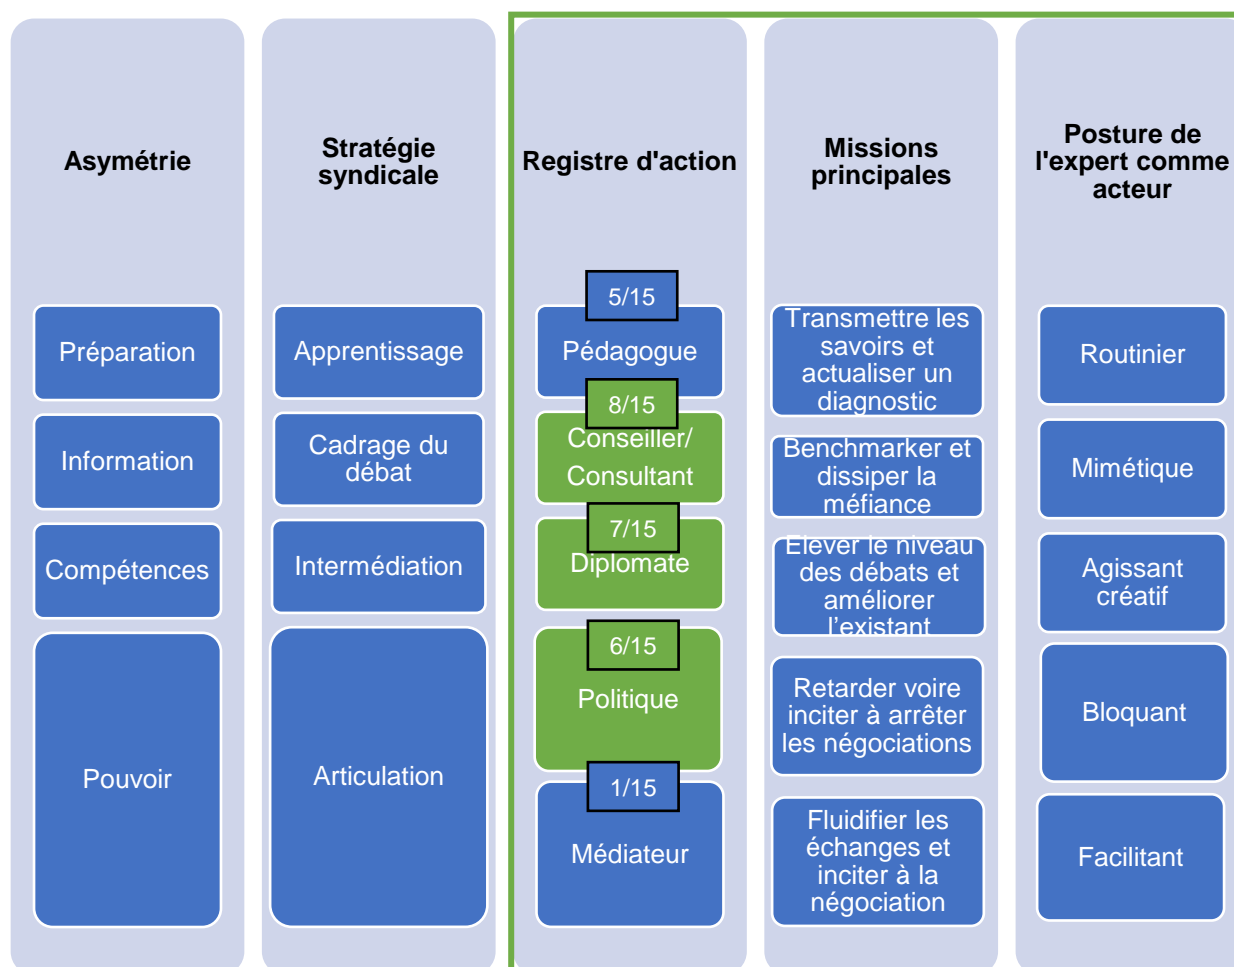 Asymétrie
Préparation
Information
Compétences
Pouvoir
Stratégie
syndicale
Apprentissage
Cadrage du
débat
Intermédiation
Articulation
Registre d'action
5/15
Pédagogue
8/15
Conseiller/
Consultant
7/15
Diplomate
6/15
Politique
1/15
Médiateur
Missions
principales
Transmettre les
savoirs et
actualiser un
diagnostic
Benchmarker et
dissiper la
méfiance
Elever le niveau
des débats et
améliorer
l’existant
Retarder voire
inciter à arrêter
les négociations
Fluidifier les
échanges et
inciter à la
négociation
Posture de
l'expert comme
acteur
Routinier
Mimétique
Agissant
créatif
Bloquant
Facilitant